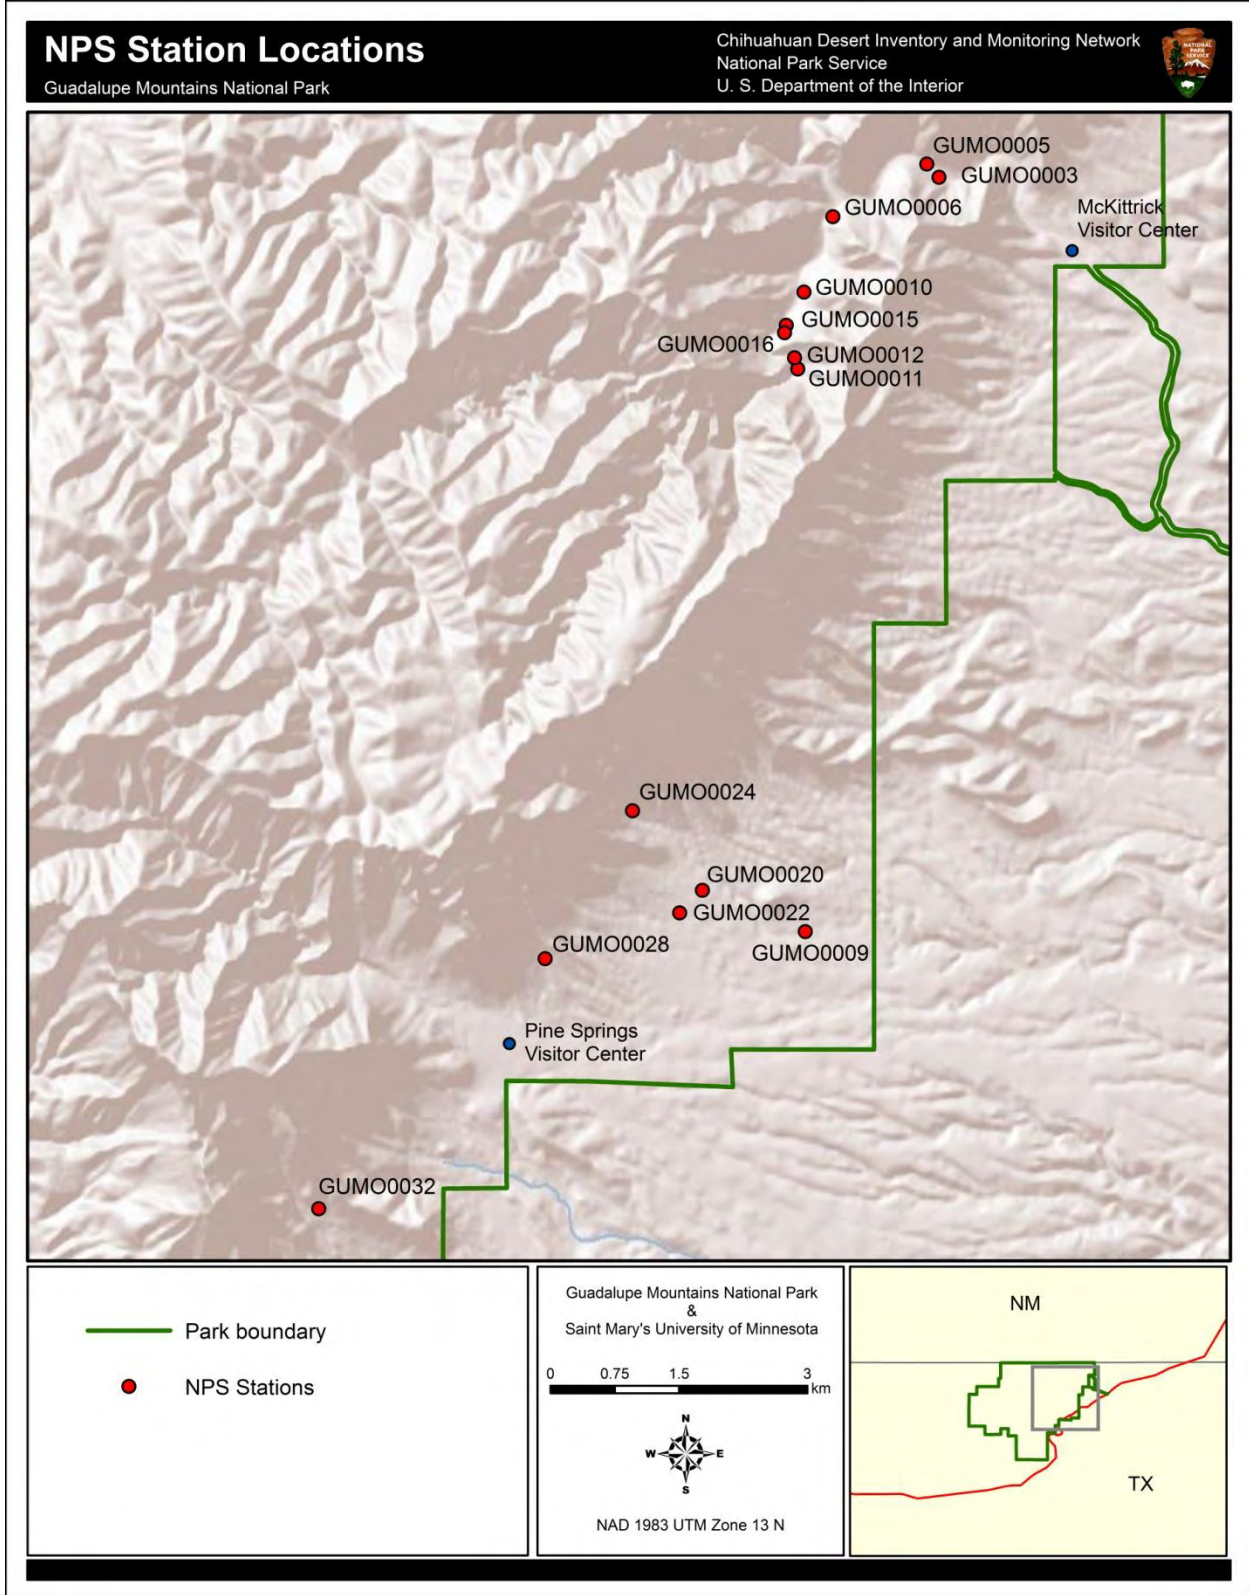 NPS Station Locations
Guadalupe Mountains National Park
Chihuahuan Desert Inventory and Monitoring Network
National Park Service
U. S. Department of the Interior
NATIONAL
PARK
SERVICE
GUMO0005
GUMO0003
GUMO0006
McKittrick
Visitor Center
GUMO0010
GUMO0015
GUMO0016
GUMO0012
GUMO0011
GUMO0024
GUMO0020
GUMO0022
GUMO0009
GUMO0028
Pine Springs
Visitor Center
GUMO0032
Park boundary
NPS Stations
Guadalupe Mountains National Park
&
Saint Mary's University of Minnesota
0 0.75 1.5 3
km
N
W E
S
NAD 1983 UTM Zone 13 N
NM
TX